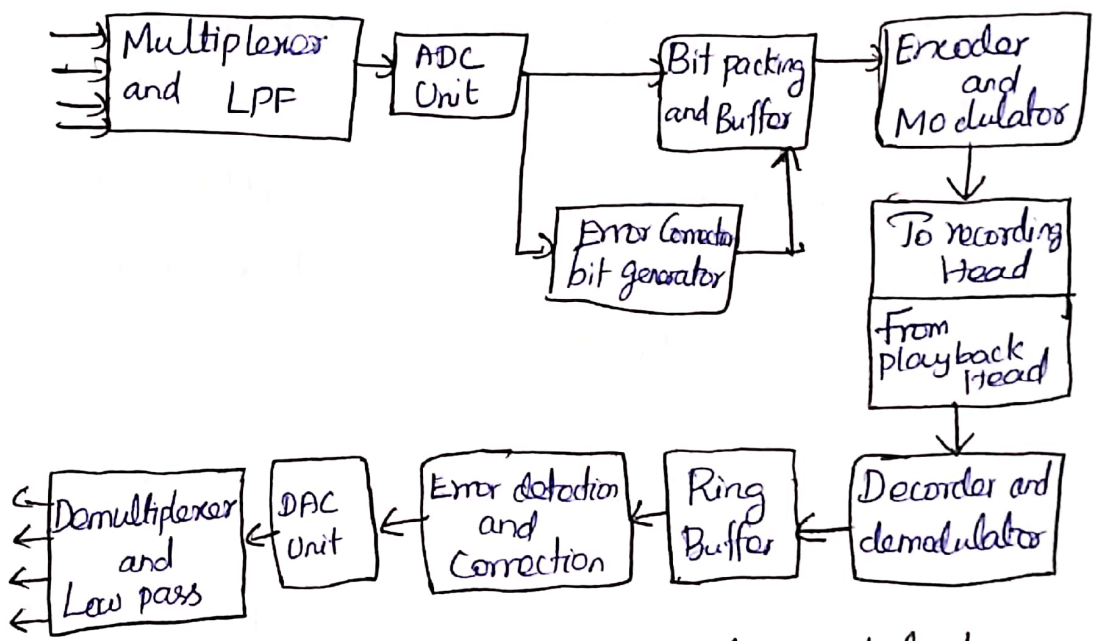 Multiplexor
and LPF
ADC
Unit
Bit packing
and Buffer
Encoder
and
Modulator
Error Corrector
bit generator
To recording
Head
From
playback
Head
Decorder and
demodulator
Ring
Buffer
Error detection
and
Correction
DAC
Unit
Demultiplexer
and
Low pass